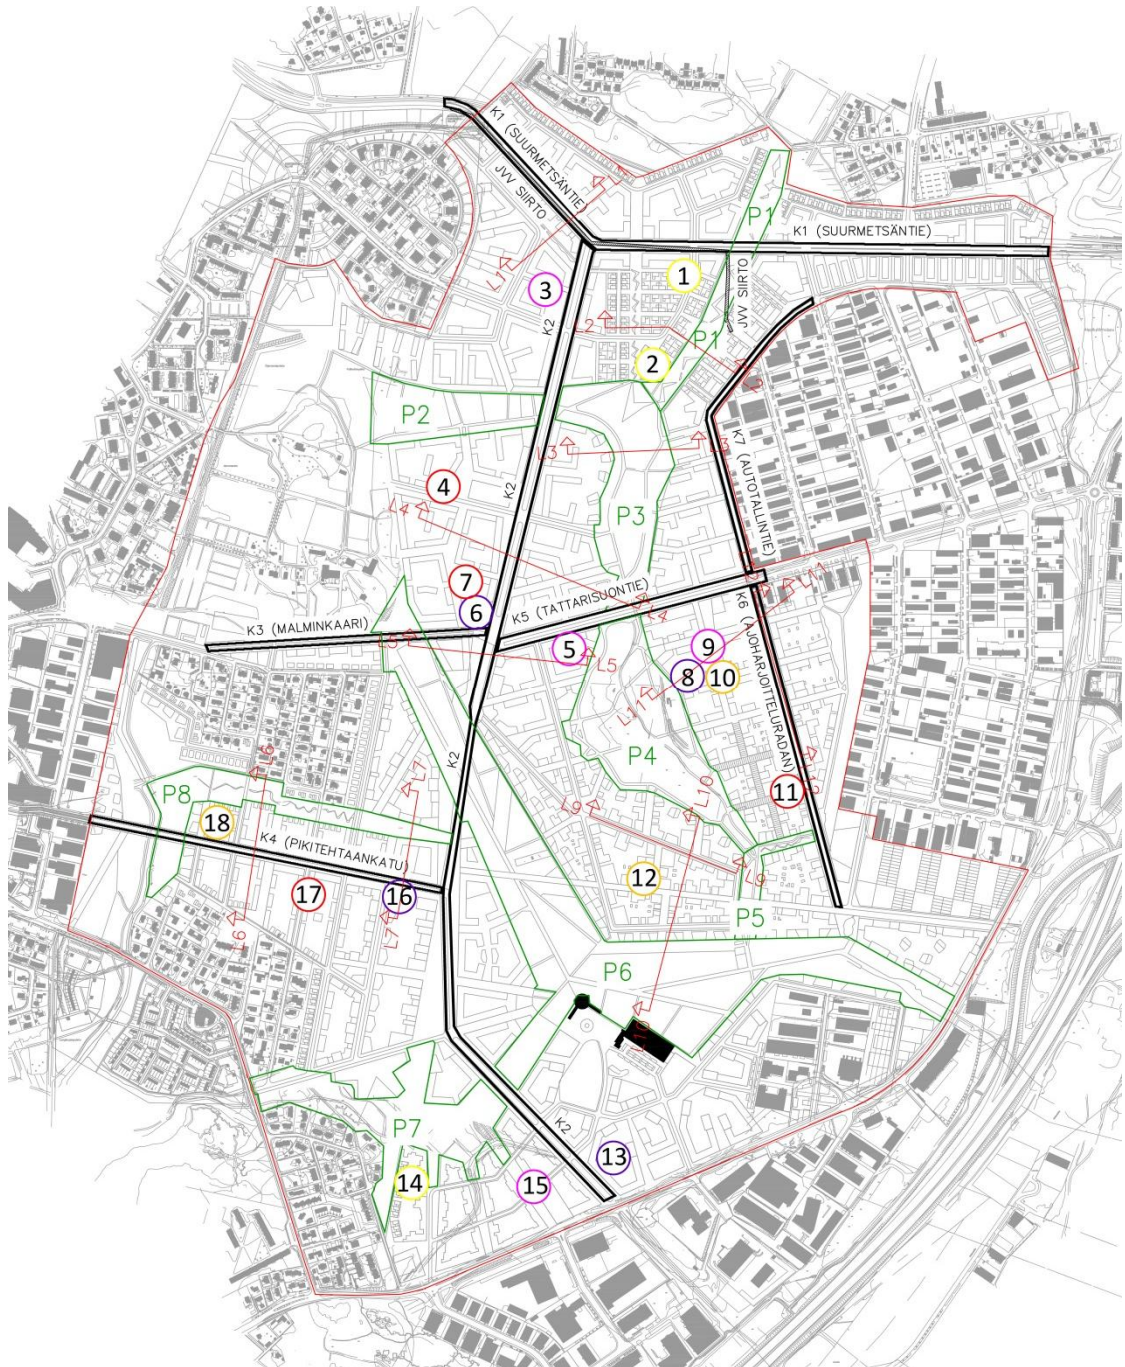 K1 (SUURMETSÄNTIE
JVV SIIRTO
P1
K1 (SUURMETSÄNTIE)
L1
1
JVV SIIRTO
3
K2
L2
P1
2
L2
P2
K7 (AUTOTALLINTIE)
L3
L3
4
K2
L4
P3
7
6
K5 (TATTARISUONTIE)
L4
L11
K3 (MALMINKAARI)
K6 (AJOHARJOITTELURADAN)
L5
5
L5
9
8
10
L11
K2
P4
L6
L7
L12
P8
L10
11
18
L9
K4 (PIKITEHTAANKATU)
12
L9
17
16
P5
L6
L7
P6
L10
K2
P7
13
14
15